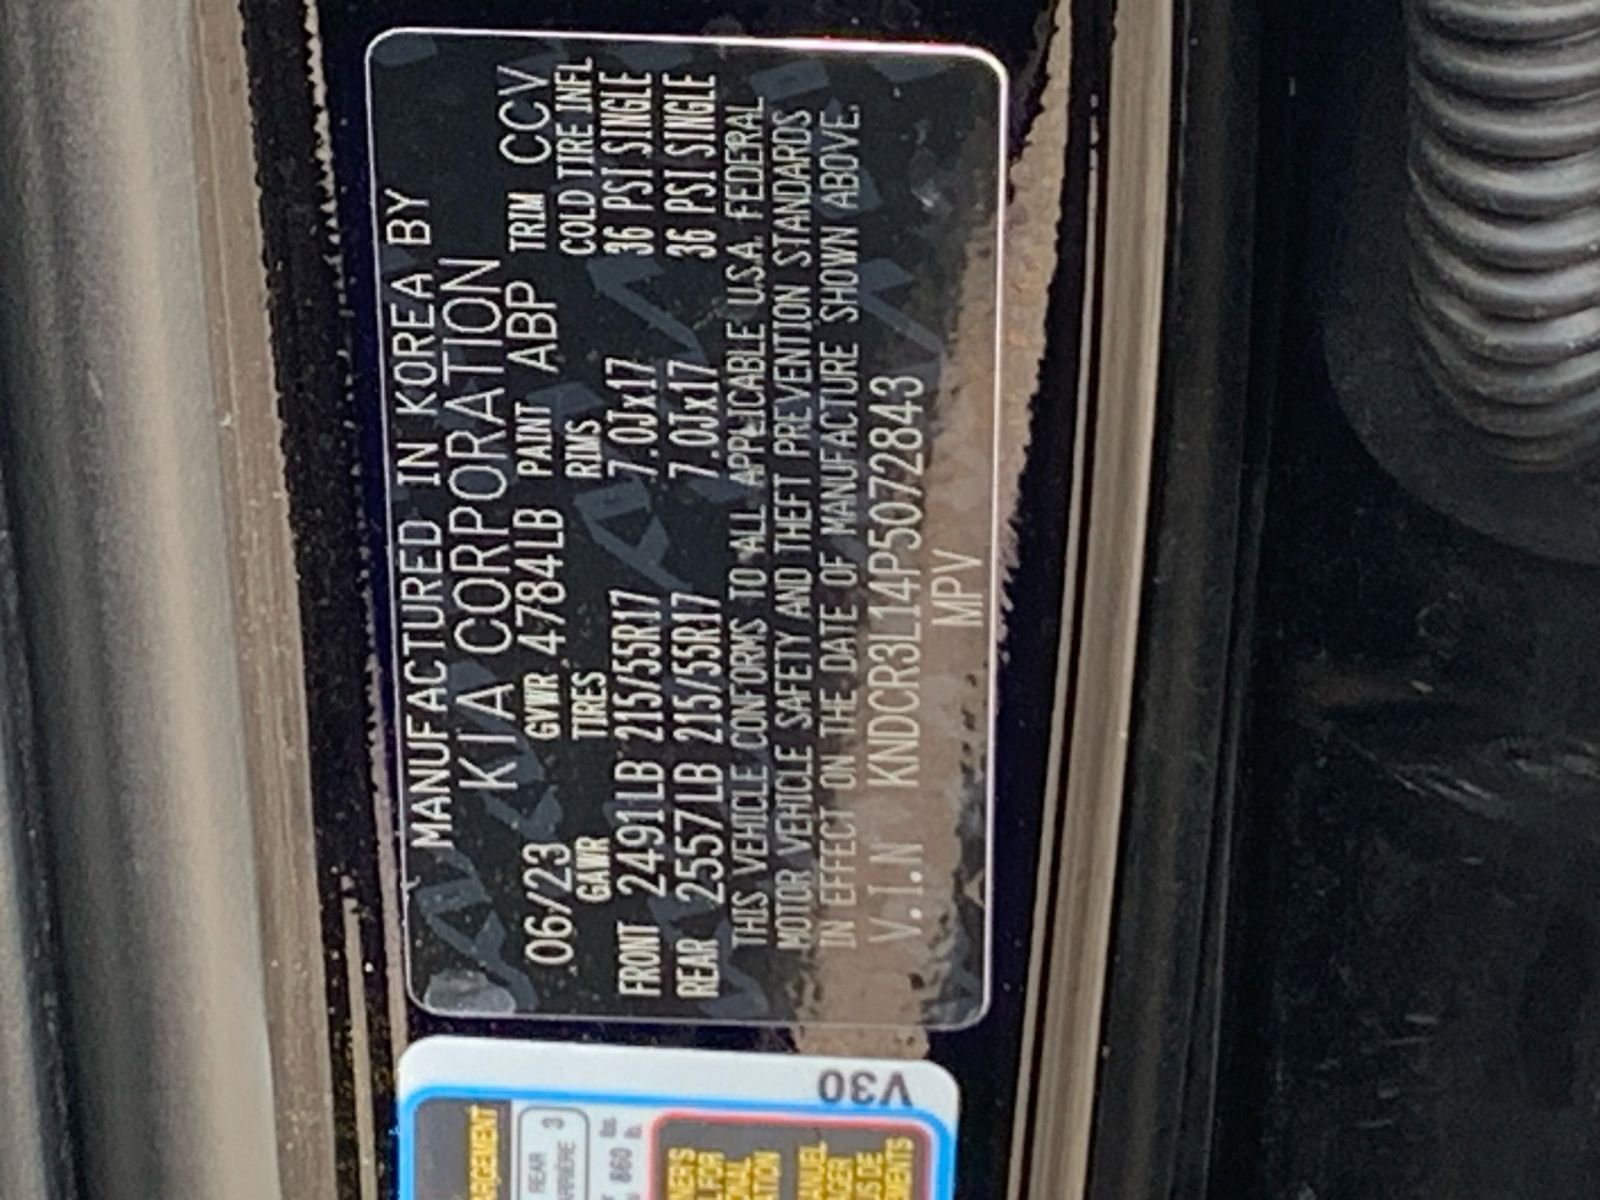 MANUFACTURED IN KOREA BY
KIA CORPORATION
06/23 GVWR 4784LB PAINT ABP TRIM CCV
GAWR TIRES RIMS COLD TIRE INFL
FRONT 2491LB 215/55R17 7.0Jx17 36 PSI SINGLE
REAR 2557LB 215/55R17 7.0Jx17 36 PSI SINGLE
THIS VEHICLE CONFORMS TO ALL APPLICABLE U.S.A. FEDERAL
MOTOR VEHICLE SAFETY AND THEFT PREVENTION STANDARDS
IN EFFECT ON THE DATE OF MANUFACTURE SHOWN ABOVE.
V.I.N KNDCR3L14P5072843
MPV
V30
REAR 3
860